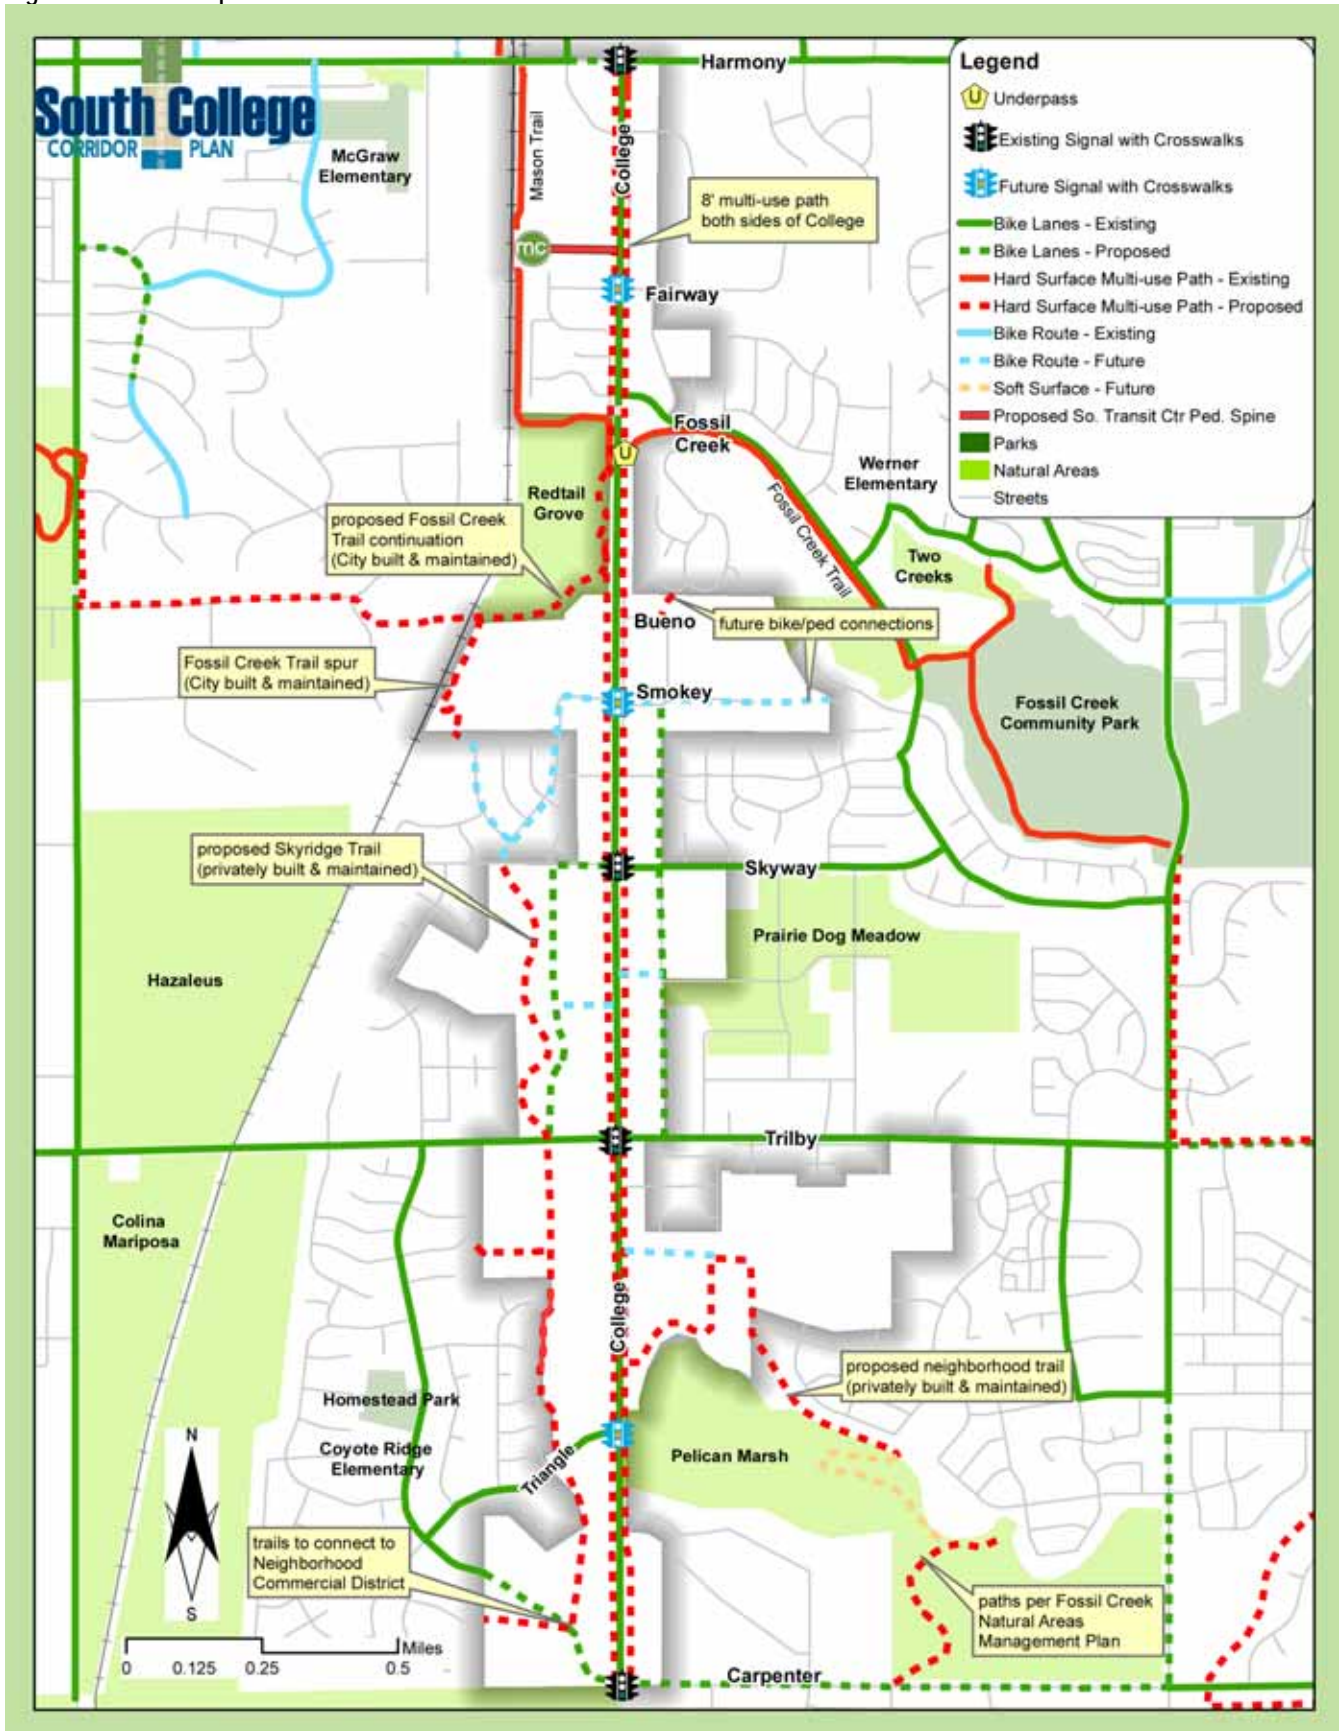 Harmony
South College
CORRIDOR PLAN
McGraw
Elementary
Mason Trail
College
8' multi-use path
both sides of College
mc
Fairway
Legend
U Underpass
Existing Signal with Crosswalks
Future Signal with Crosswalks
Bike Lanes - Existing
Bike Lanes - Proposed
Hard Surface Multi-use Path - Existing
Hard Surface Multi-use Path - Proposed
Bike Route - Existing
Bike Route - Future
Soft Surface - Future
Proposed So. Transit Ctr Ped. Spine
Parks
Natural Areas
Streets
Fossil
Creek
U
Werner
Elementary
Redtail
Grove
Fossil Creek Trail
proposed Fossil Creek
Trail continuation
(City built & maintained)
Two
Creeks
Bueno
future bike/ped connections
Fossil Creek Trail spur
(City built & maintained)
Smokey
Fossil Creek
Community Park
proposed Skyridge Trail
(privately built & maintained)
Skyway
Prairie Dog Meadow
Hazaleus
Trilby
Colina
Mariposa
College
proposed neighborhood trail
(privately built & maintained)
Homestead Park
Coyote Ridge
Elementary
Triangle
Pelican Marsh
N
S
trails to connect to
Neighborhood
Commercial District
paths per Fossil Creek
Natural Areas
Management Plan
Miles
0 0.125 0.25 0.5
Carpenter